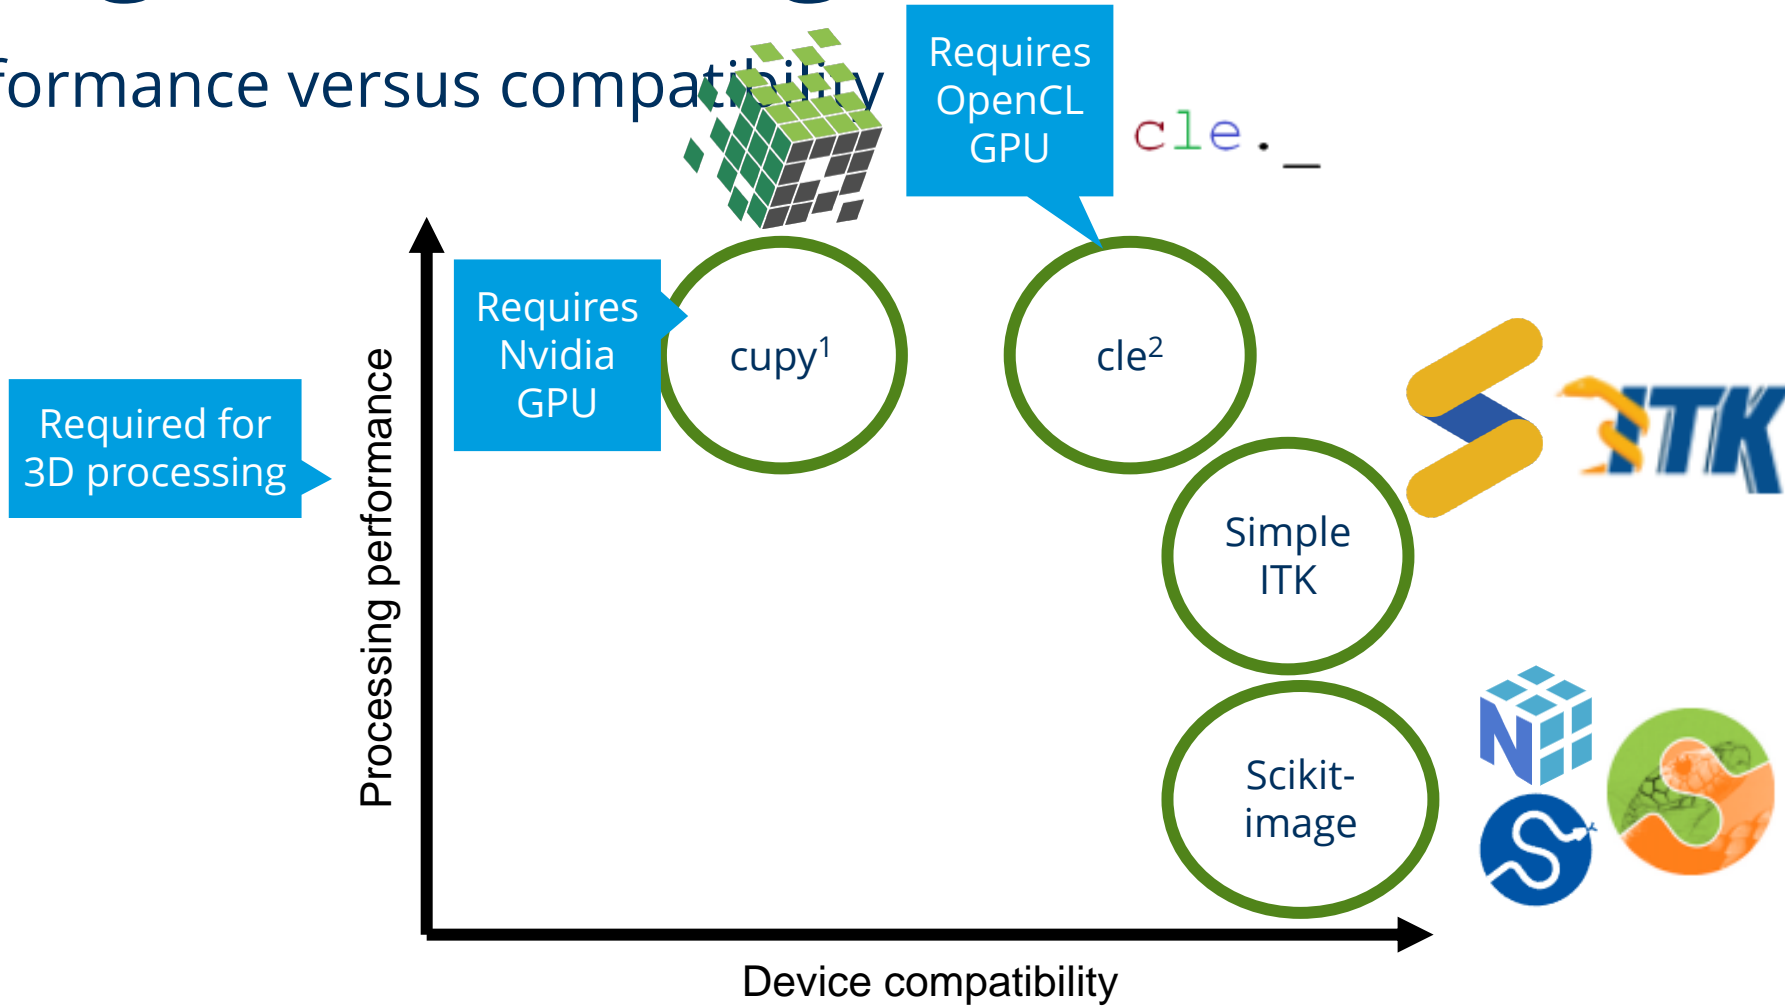 formance versus compatibility
Requires
OpenCL
GPU
cle._
Requires
Nvidia
GPU
cupy¹
cle²
Required for
3D processing
Processing performance
ITK
Simple
ITK
N
Scikit-
image
Device compatibility